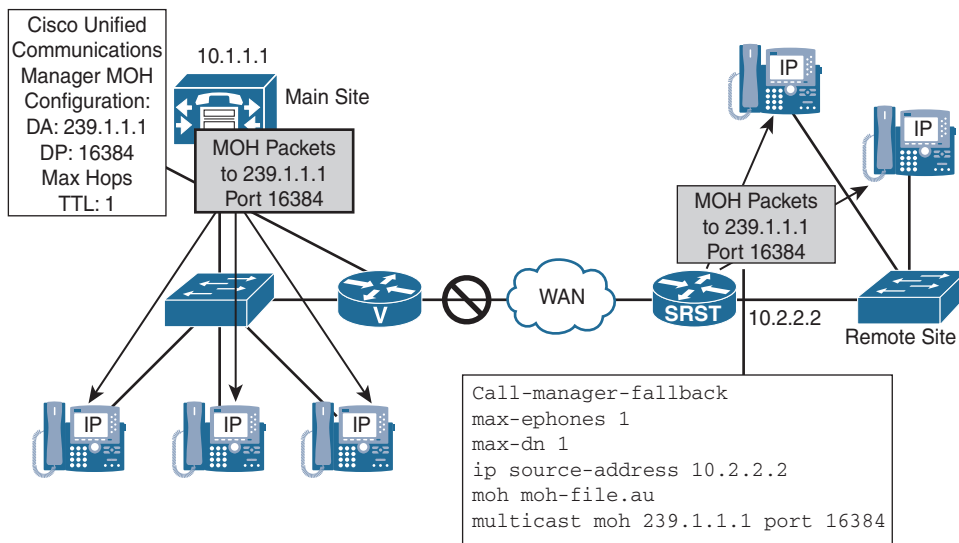 Cisco Unified
Communications
Manager MOH
Configuration:
DA: 239.1.1.1
DP: 16384
Max Hops
TTL: 1
10.1.1.1
Main Site
MOH Packets
to 239.1.1.1
Port 16384
V
WAN
SRST
10.2.2.2
Remote Site
MOH Packets
to 239.1.1.1
Port 16384
IP
IP
IP
IP
IP
Call-manager-fallback
max-ephones 1
max-dn 1
ip source-address 10.2.2.2
moh moh-file.au
multicast moh 239.1.1.1 port 16384